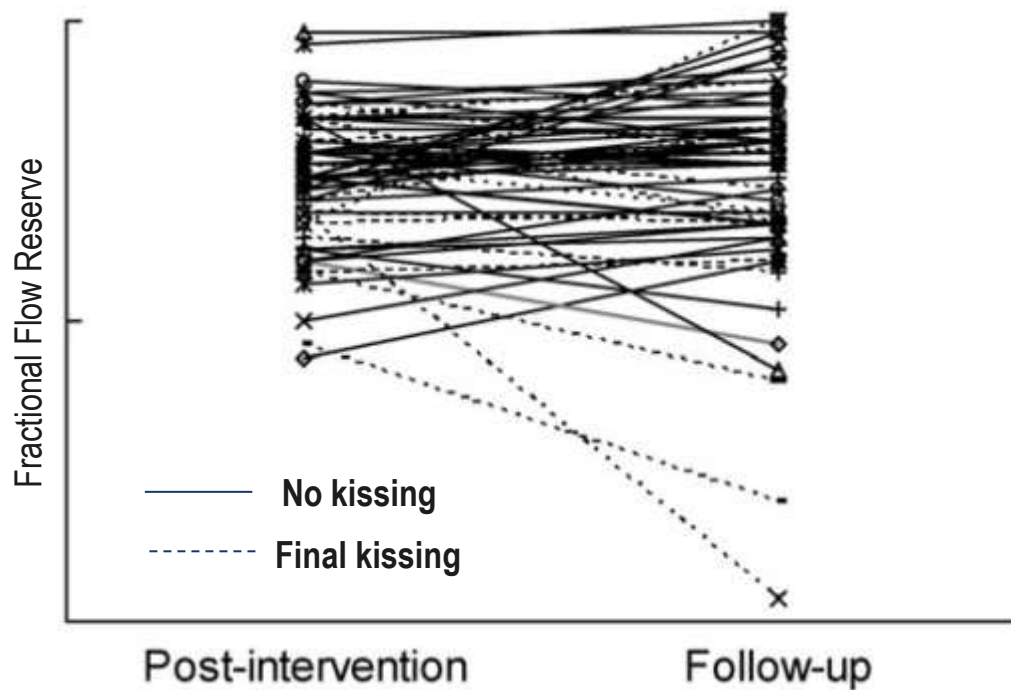 Fractional Flow Reserve
No kissing
Final kissing
Post-intervention
Follow-up